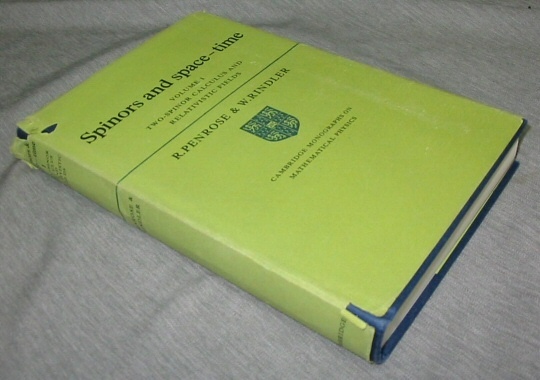 Spinors and space-time
VOLUME 1
TWO-SPINOR CALCULUS AND
RELATIVISTIC FIELDS
R.PENROSE & W.RINDLER
CAMBRIDGE MONOGRAPHS ON
MATHEMATICAL PHYSICS